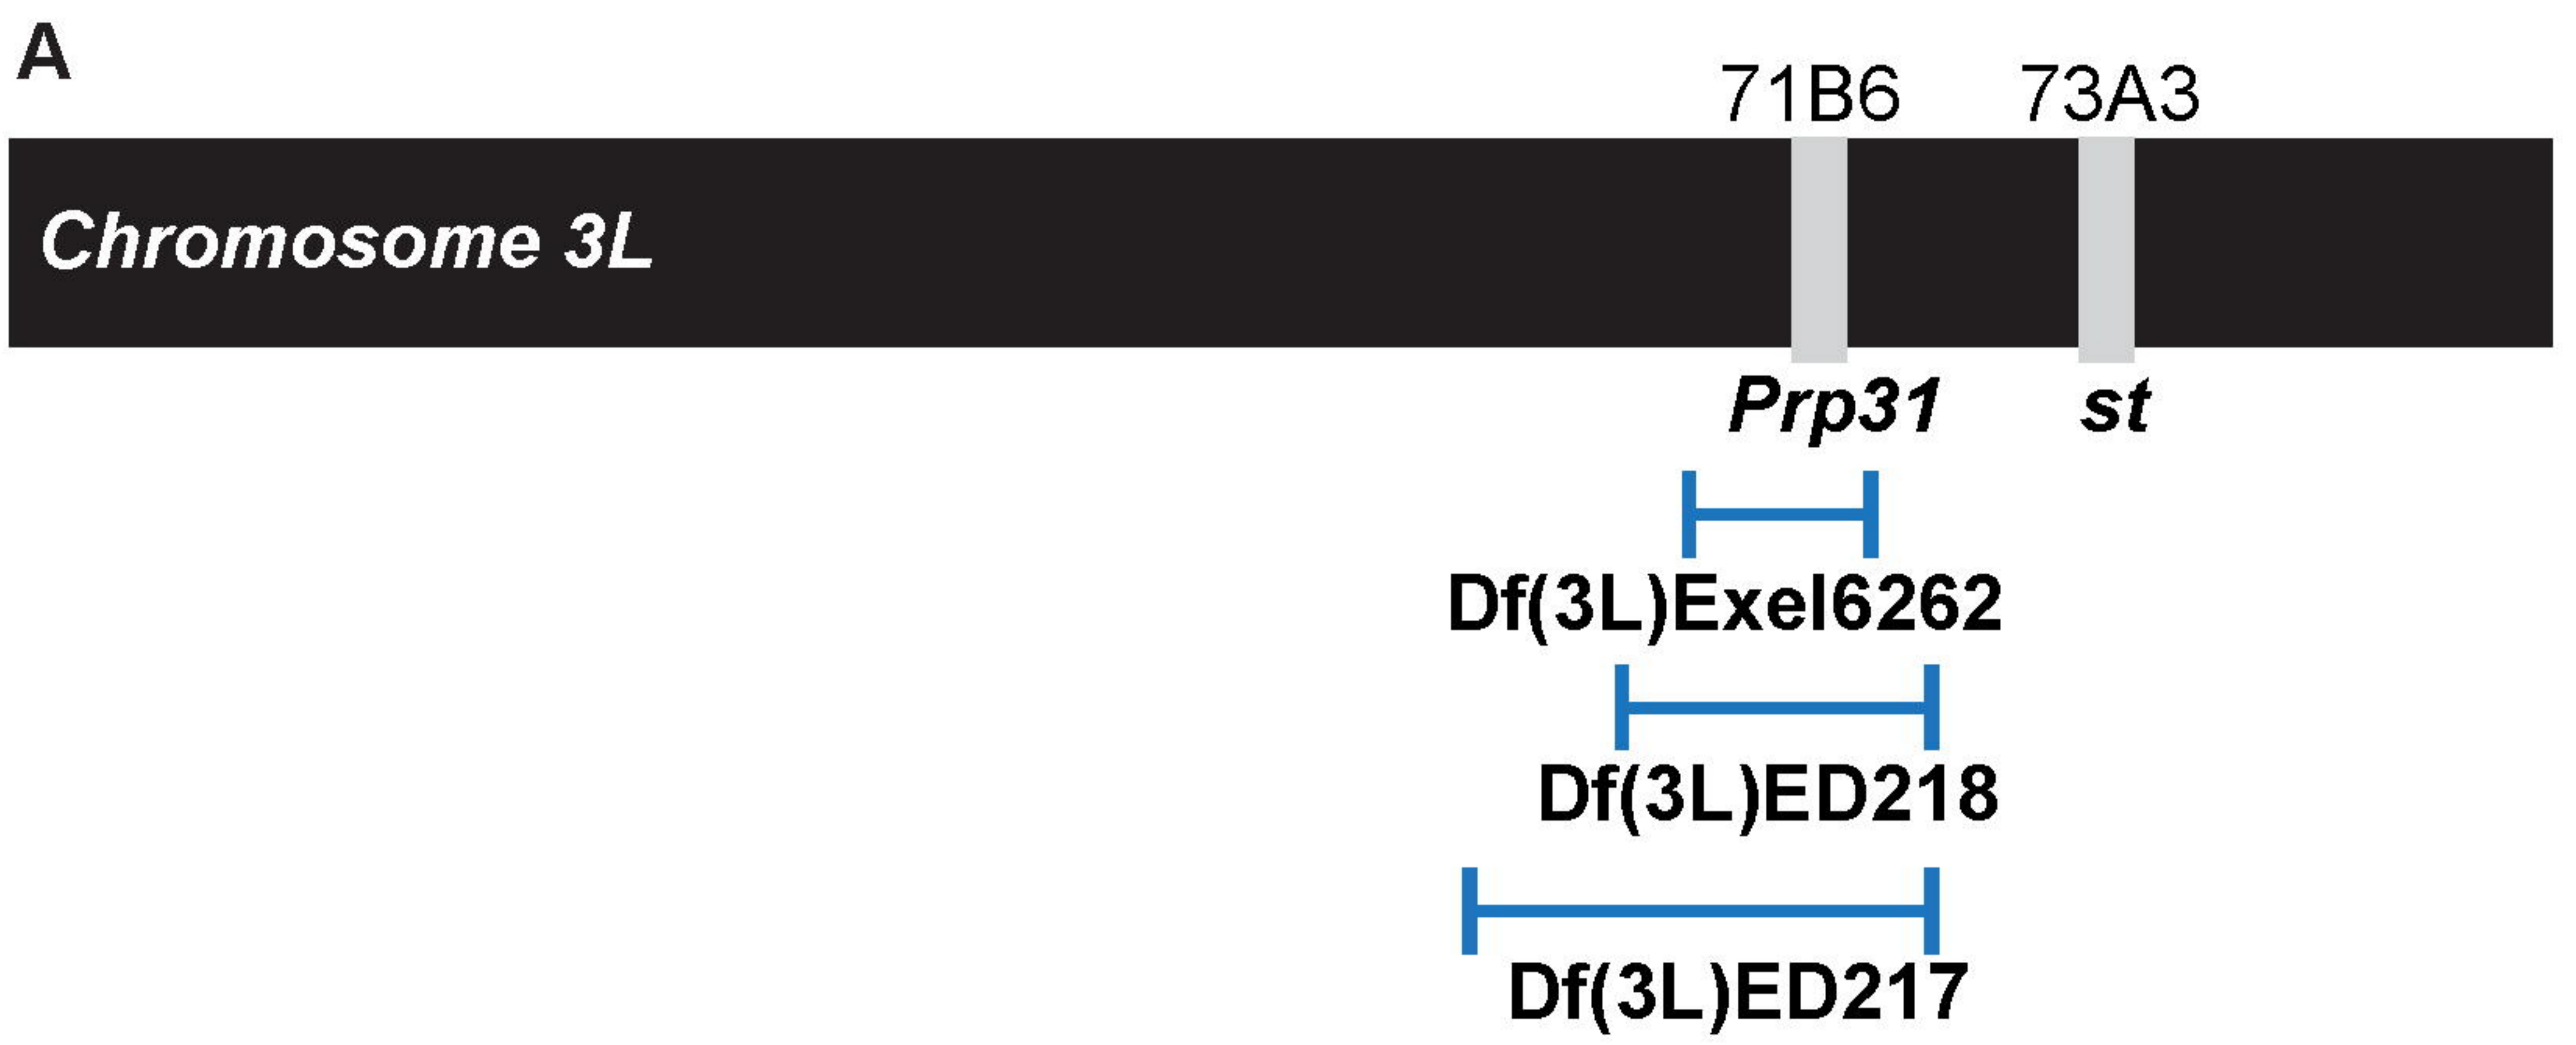 A
71B6 73A3
Chromosome 3L
Prp31 st
Df(3L)Exel6262
Df(3L)ED218
Df(3L)ED217